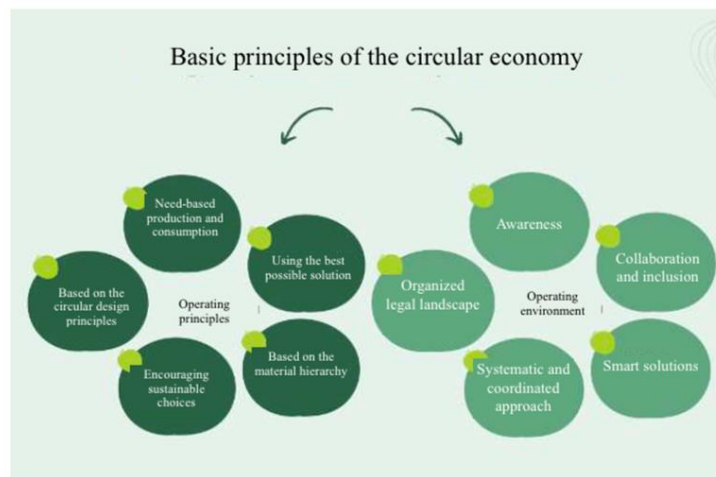 Basic principles of the circular economy
Need-based
production and
consumption
Using the best
possible solution
Based on the
circular design
principles
Operating
principles
Based on the
material hierarchy
Encouraging
sustainable
choices
Awareness
Collaboration
and inclusion
Organized
legal landscape
Operating
environment
Smart solutions
Systematic and
coordinated
approach